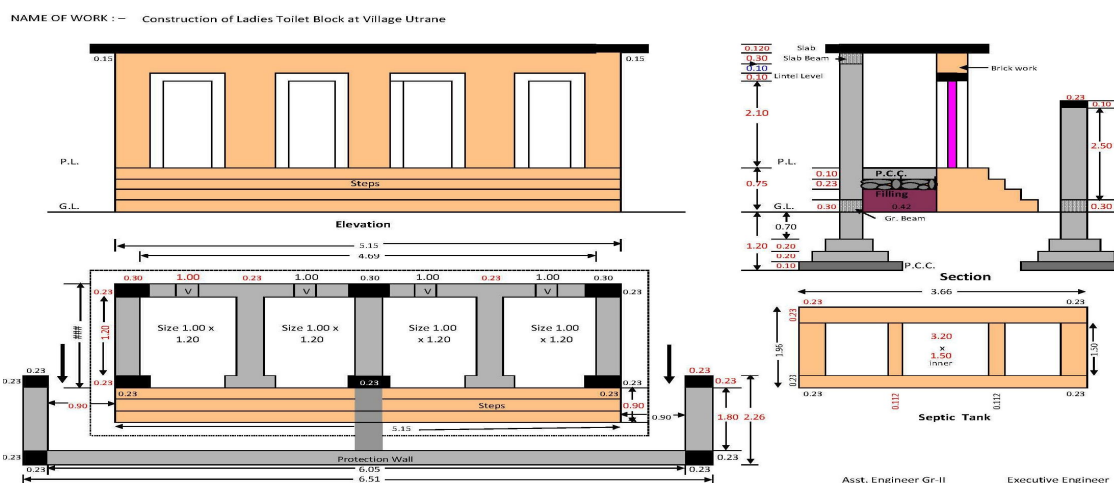 NAME OF WORK : – Construction of Ladies Toilet Block at Village Utrane
0.15
0.15
P.L.
Steps
G.L.
Elevation
5.15
4.69
0.30
1.00
0.23
1.00
0.30
1.00
0.23
1.00
0.30
0.23
V
V
V
V
0.23
###
1.20
Size 1.00 x
1.20
Size 1.00 x
1.20
Size 1.00
x 1.20
Size 1.00 x
1.20
0.23
0.23
0.23
0.23
0.23
0.23
0.23
0.23
0.23
0.90
Steps
0.90
0.90
1.80
2.26
5.15
0.23
Protection Wall
0.23
0.23
0.23
6.05
6.51
0.120
Slab
0.30
Slab Beam
0.10
0.10
Lintel Level
Brick work
2.10
0.23
0.10
2.50
P.L.
0.10
P.C.C.
0.75
0.23
Filling
G.L.
0.30
0.42
0.30
Gr. Beam
0.70
1.20
0.20
0.20
0.10
P.C.C.
Section
3.66
0.23
0.23
0.23
1.96
3.20
x
1.50
inner
1.50
0.23
0.23
0.112
0.112
0.23
Septic Tank
Asst. Engineer Gr-II
Executive Engineer